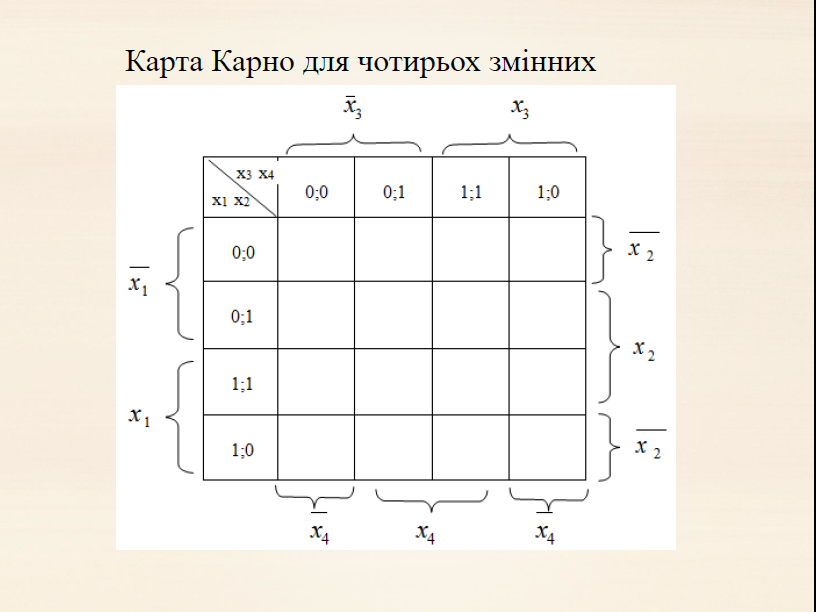 Карта Карно для чотирьох змінних
x̅₃ x₃
x₃ x₄
x₁ x₂
0;0 0;1 1;1 1;0
0;0
x̅₂
x̅₁
0;1
x₂
1;1
x₁
1;0
x̅₂
x̅₄ x₄ x̅₄